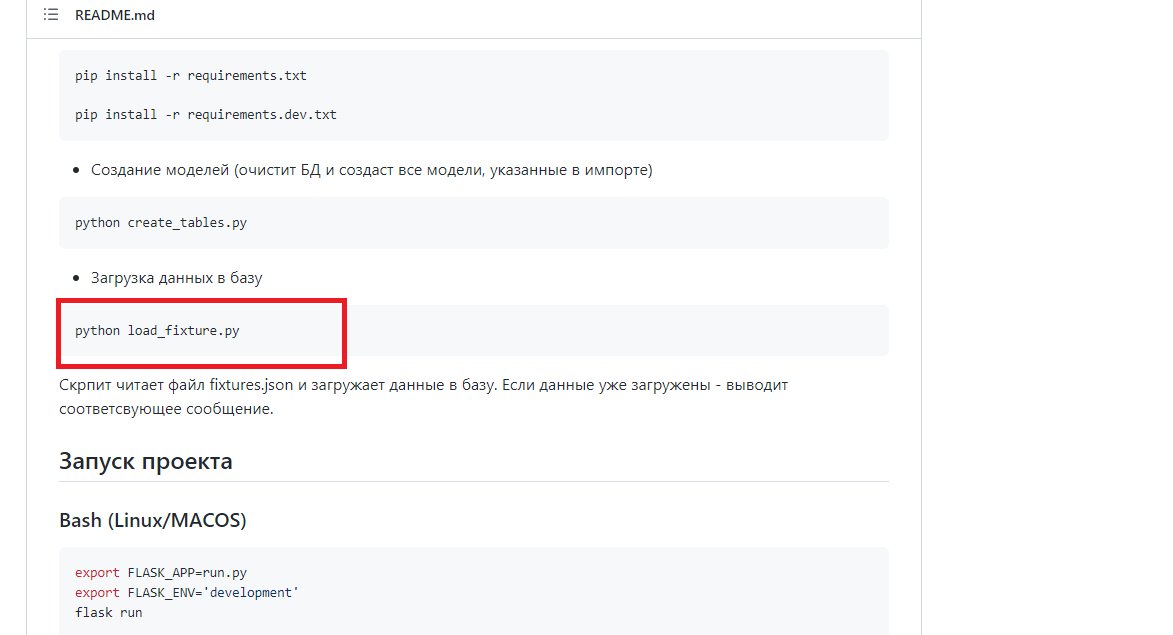 README.md
pip install -r requirements.txt
pip install -r requirements.dev.txt
Создание моделей (очистит БД и создаст все модели, указанные в импорте)
python create_tables.py
Загрузка данных в базу
python load_fixture.py
Скрпит читает файл fixtures.json и загружает данные в базу. Если данные уже загружены - выводит
соответсвующее сообщение.
Запуск проекта
Bash (Linux/MACOS)
export FLASK_APP=run.py
export FLASK_ENV='development'
flask run